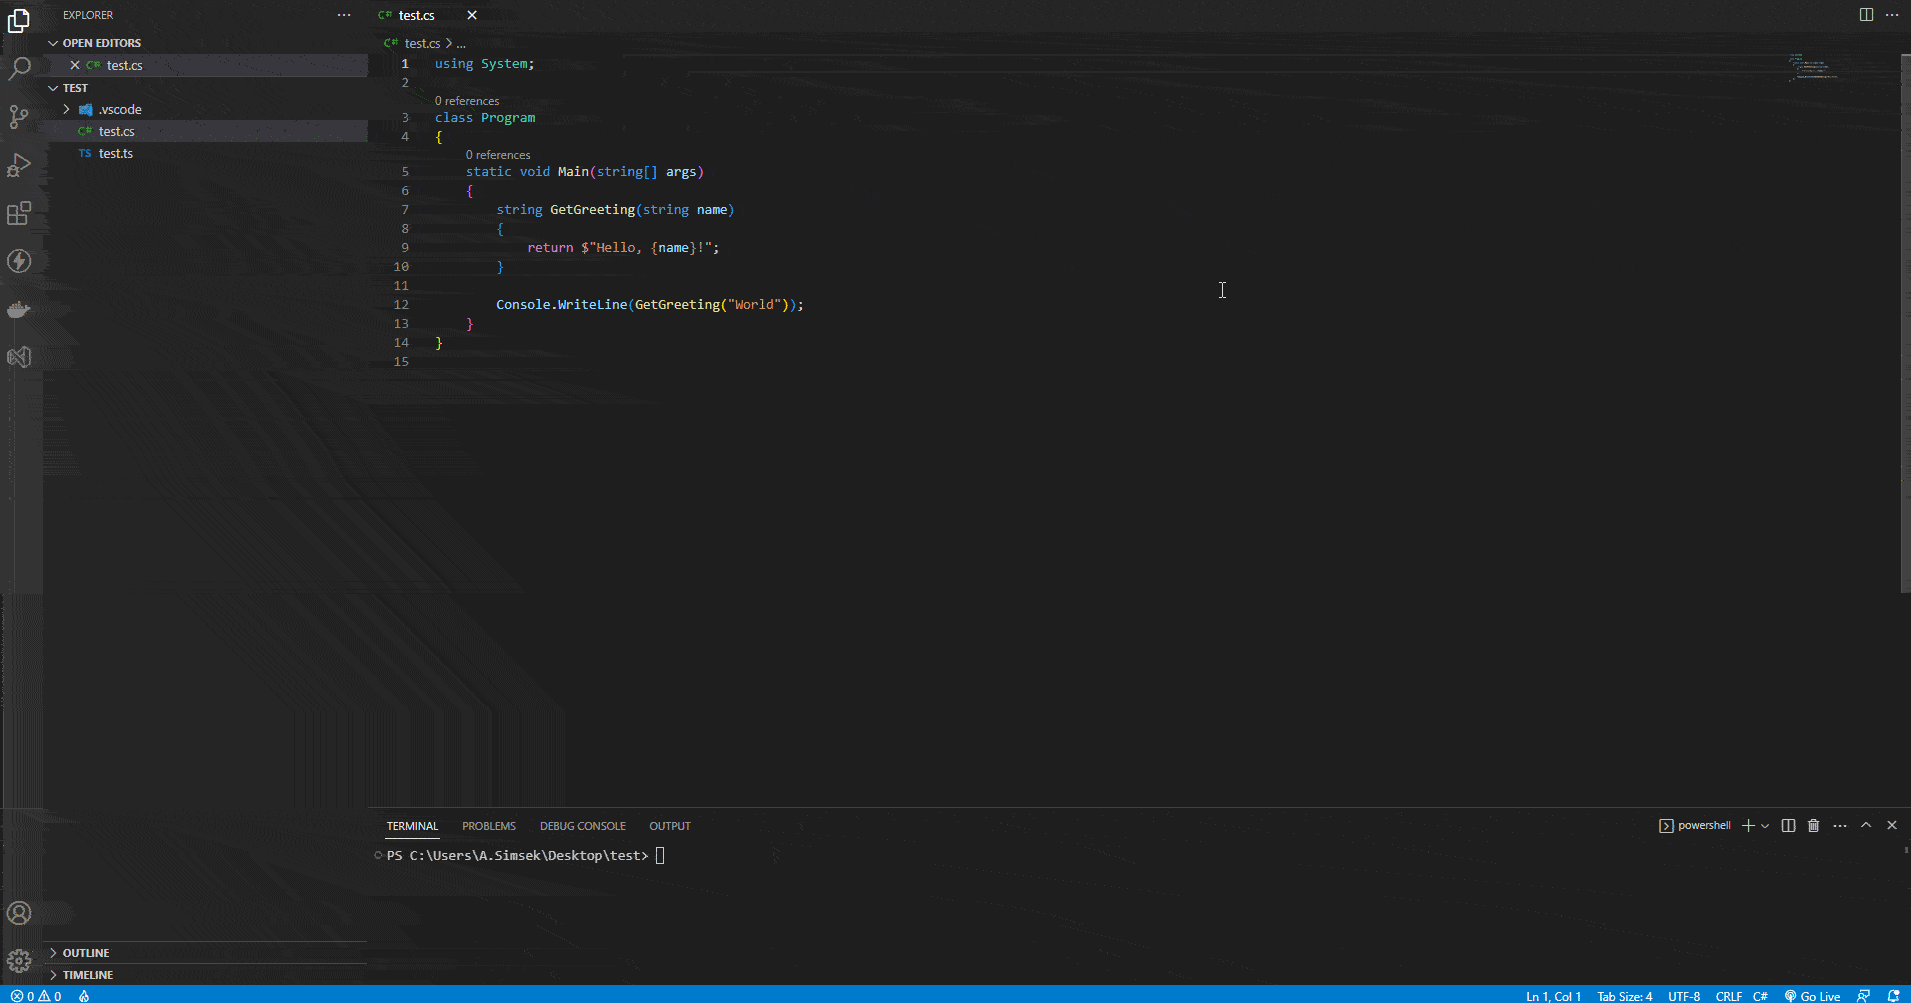 EXPLORER
OPEN EDITORS
C# test.cs
TEST
.vscode
C# test.cs
TS test.ts
OUTLINE
TIMELINE
C# test.cs
C# test.cs > ...
1 using System;
2
0 references
3 class Program
4 {
0 references
5 static void Main(string[] args)
6 {
7 string GetGreeting(string name)
8 {
9 return $"Hello, {name}!";
10 }
11
12 Console.WriteLine(GetGreeting("World"));
13 }
14 }
15
TERMINAL PROBLEMS DEBUG CONSOLE OUTPUT
powershell
PS C:\Users\A.Simsek\Desktop\test>
0 0
Ln 1, Col 1 Tab Size: 4 UTF-8 CRLF C# Go Live